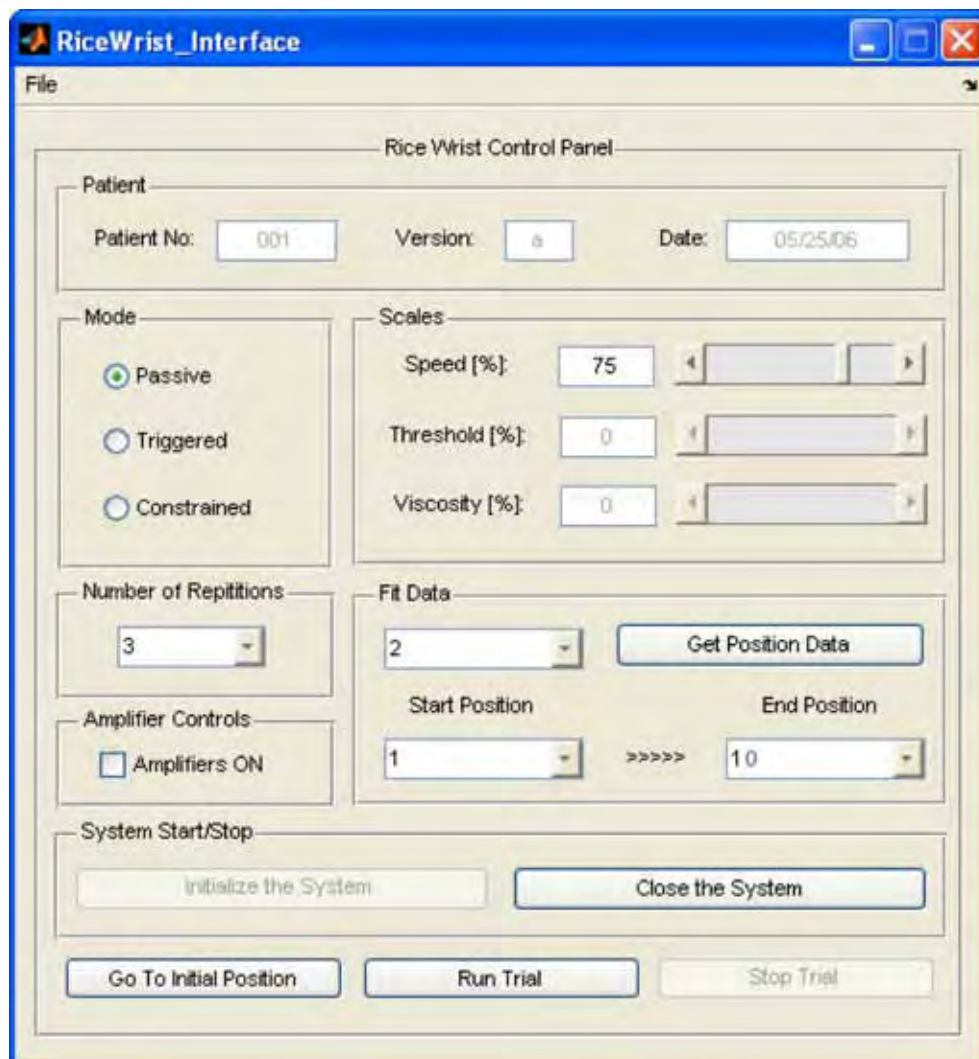 RiceWrist_Interface
File
Rice Wrist Control Panel
Patient
Patient No: 001 Version: a Date: 05/25/06
Mode
Passive
Triggered
Constrained
Scales
Speed [%]: 75
Threshold [%]: 0
Viscosity [%]: 0
Number of Repititions
3
Fit Data
2 Get Position Data
Start Position End Position
1 >>>>> 10
Amplifier Controls
Amplifiers ON
System Start/Stop
Initialize the System Close the System
Go To Initial Position Run Trial Stop Trial